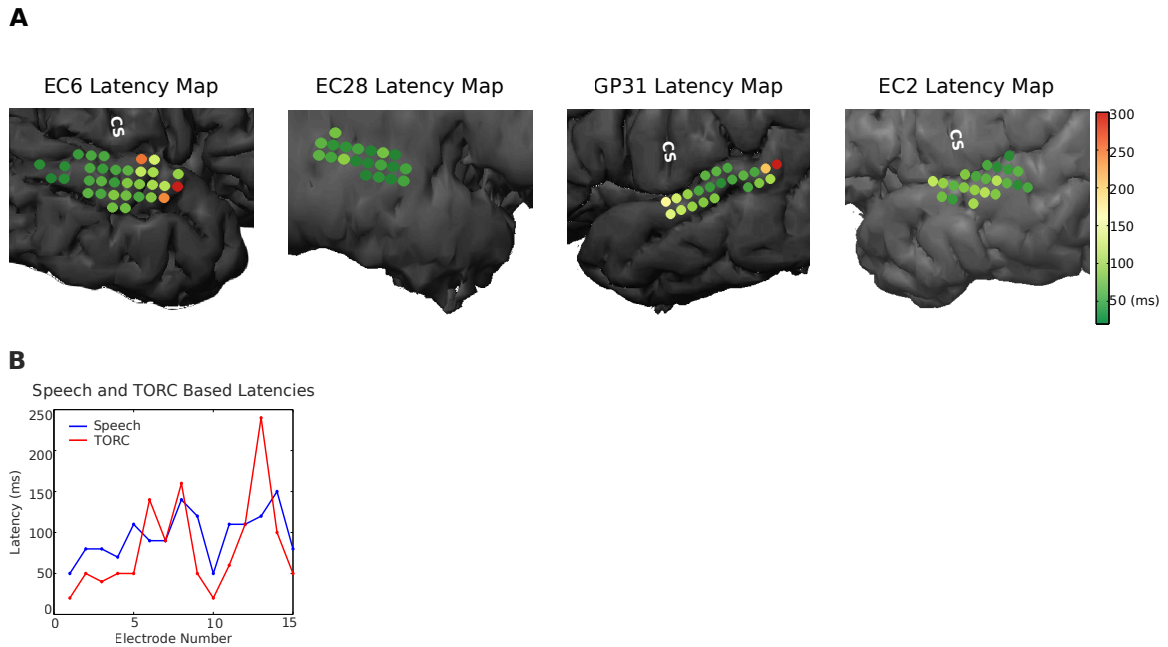 A
EC6 Latency Map
EC28 Latency Map
GP31 Latency Map
EC2 Latency Map
CS
CS
CS
300
250
200
150
100
50 (ms)
B
Speech and TORC Based Latencies
250
200
150
100
50
0
Latency (ms)
Speech
TORC
0
5
10
15
Electrode Number